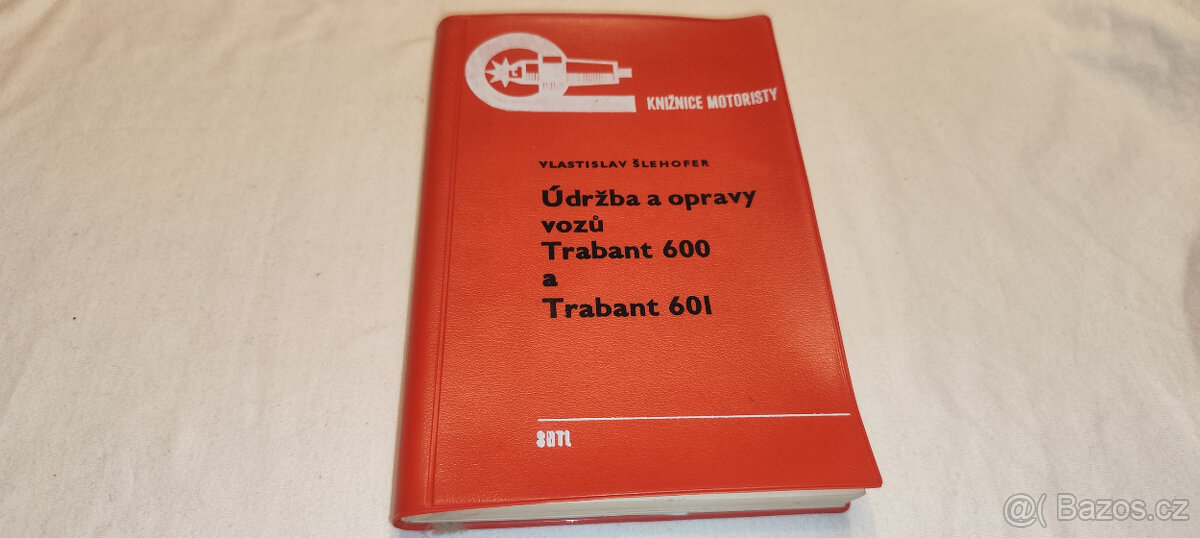 KNIŽNICE MOTORISTY
VLASTISLAV ŠLEHOFER
Údržba a opravy
vozů
Trabant 600
a
Trabant 601
SNTL
@( Bazos.cz